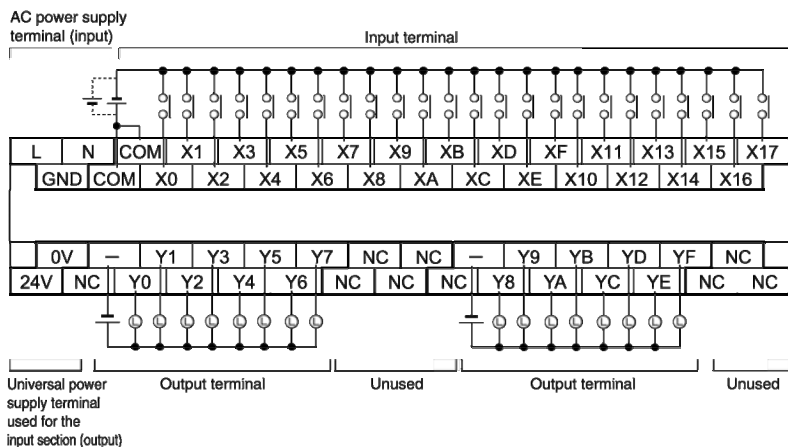 AC power supply
terminal (input)
Input terminal
L N COM X1 X3 X5 X7 X9 XB XD XF X11 X13 X15 X17
GND COM X0 X2 X4 X6 X8 XA XC XE X10 X12 X14 X16
0V — Y1 Y3 Y5 Y7 NC NC — Y9 YB YD YF NC
24V NC Y0 Y2 Y4 Y6 NC NC NC Y8 YA YC YE NC NC
L L L L L L L L L L L L L L L L
Universal power
supply terminal
used for the
input section (output)
Output terminal
Unused
Output terminal
Unused